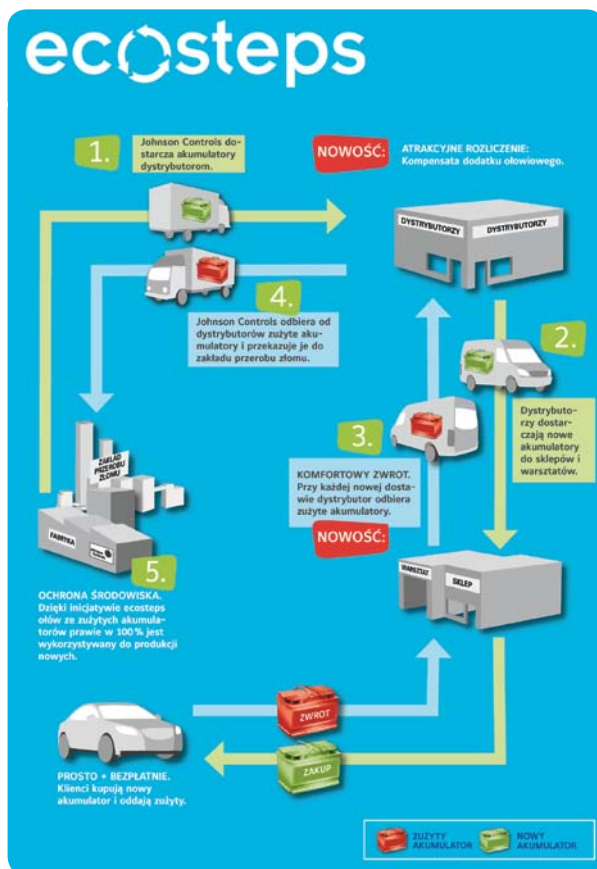 ecosteps
1.
Johnson Controls do-
starcza akumulatory
dystrybutorom.
NOWOŚĆ:
ATRAKCYJNE ROZLICZENIE:
Kompensata dodatku ołowiowego.
DYSTRYBUTORZY
DYSTRYBUTORZY
4.
Johnson Controls odbiera od
dystrybutorów zużyte aku-
mulatory i przekazuje je do
zakładu przerobu złomu.
2.
Dystrybuto-
rzy dostar-
czają nowe
akumulatory
do sklepów i
warsztatów.
3.
KOMFORTOWY ZWROT.
Przy każdej nowej dosta-
wie dystrybutor odbiera
zużyte akumulatory.
NOWOŚĆ:
ZAKŁAD
PRZEROBU
ZŁOMU
FABRYKA
5.
OCHRONA ŚRODOWISKA.
Dzięki inicjatywie ecosteps
ołów ze zużytych akumula-
torów prawie w 100 % jest
wykorzystywany do produkcji
nowych.
WARSZTAT
SKLEP
ZWROT
ZAKUP
PROSTO + BEZPŁATNIE.
Klienci kupują nowy
akumulator i oddają zużyty.
ZUŻYTY
AKUMULATOR
NOWY
AKUMULATOR